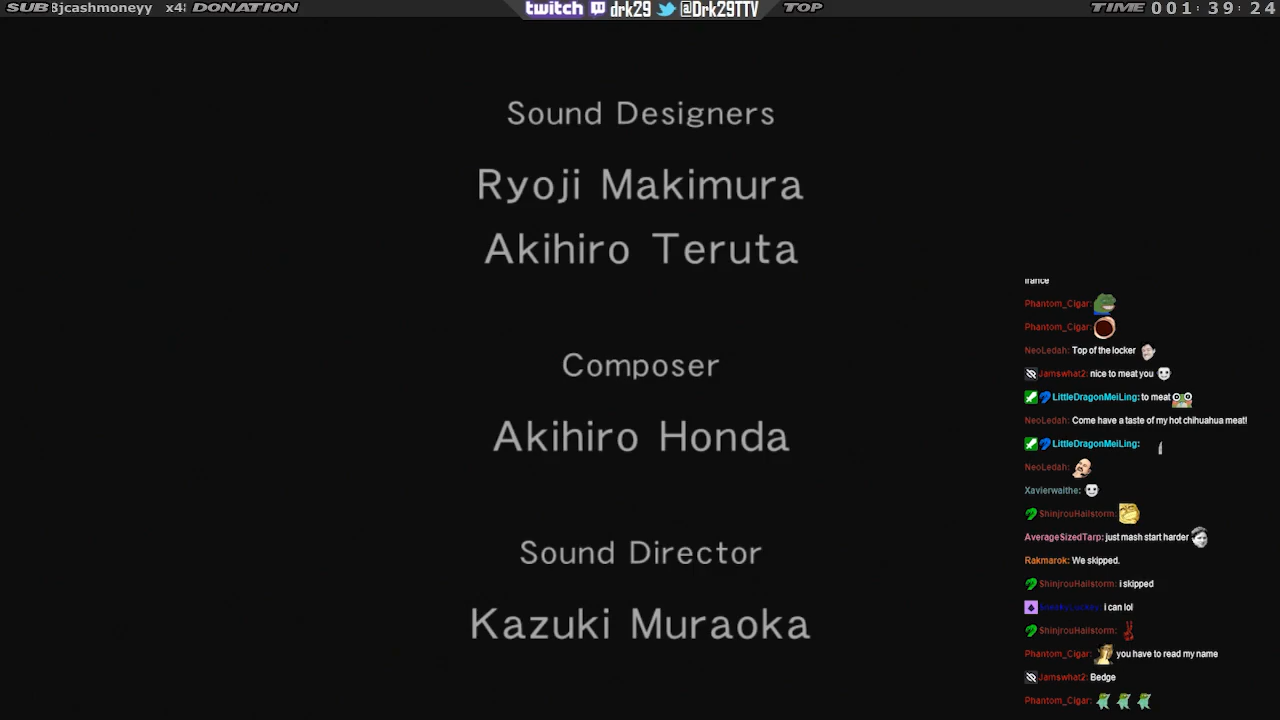 SUB Bjcashmoneyy x4 DONATION twitch drk29 @Drk29TTV TOP TIME 001:39:24
Sound Designers
Ryoji Makimura
Akihiro Teruta
Composer
Akihiro Honda
Sound Director
Kazuki Muraoka
france
Phantom_Cigar:
Phantom_Cigar:
NeoLedah: Top of the locker
Jamswhat2: nice to meat you
LittleDragonMeiLing: to meat
NeoLedah: Come have a taste of my hot chihuahua meat!
LittleDragonMeiLing:
NeoLedah:
Xavierwaithe:
ShinjrouHailstorm:
AverageSizedTarp: just mash start harder
Rakmarok: We skipped.
ShinjrouHailstorm: i skipped
i can lol
ShinjrouHailstorm:
Phantom_Cigar: you have to read my name
Jamswhat2: Bedge
Phantom_Cigar: